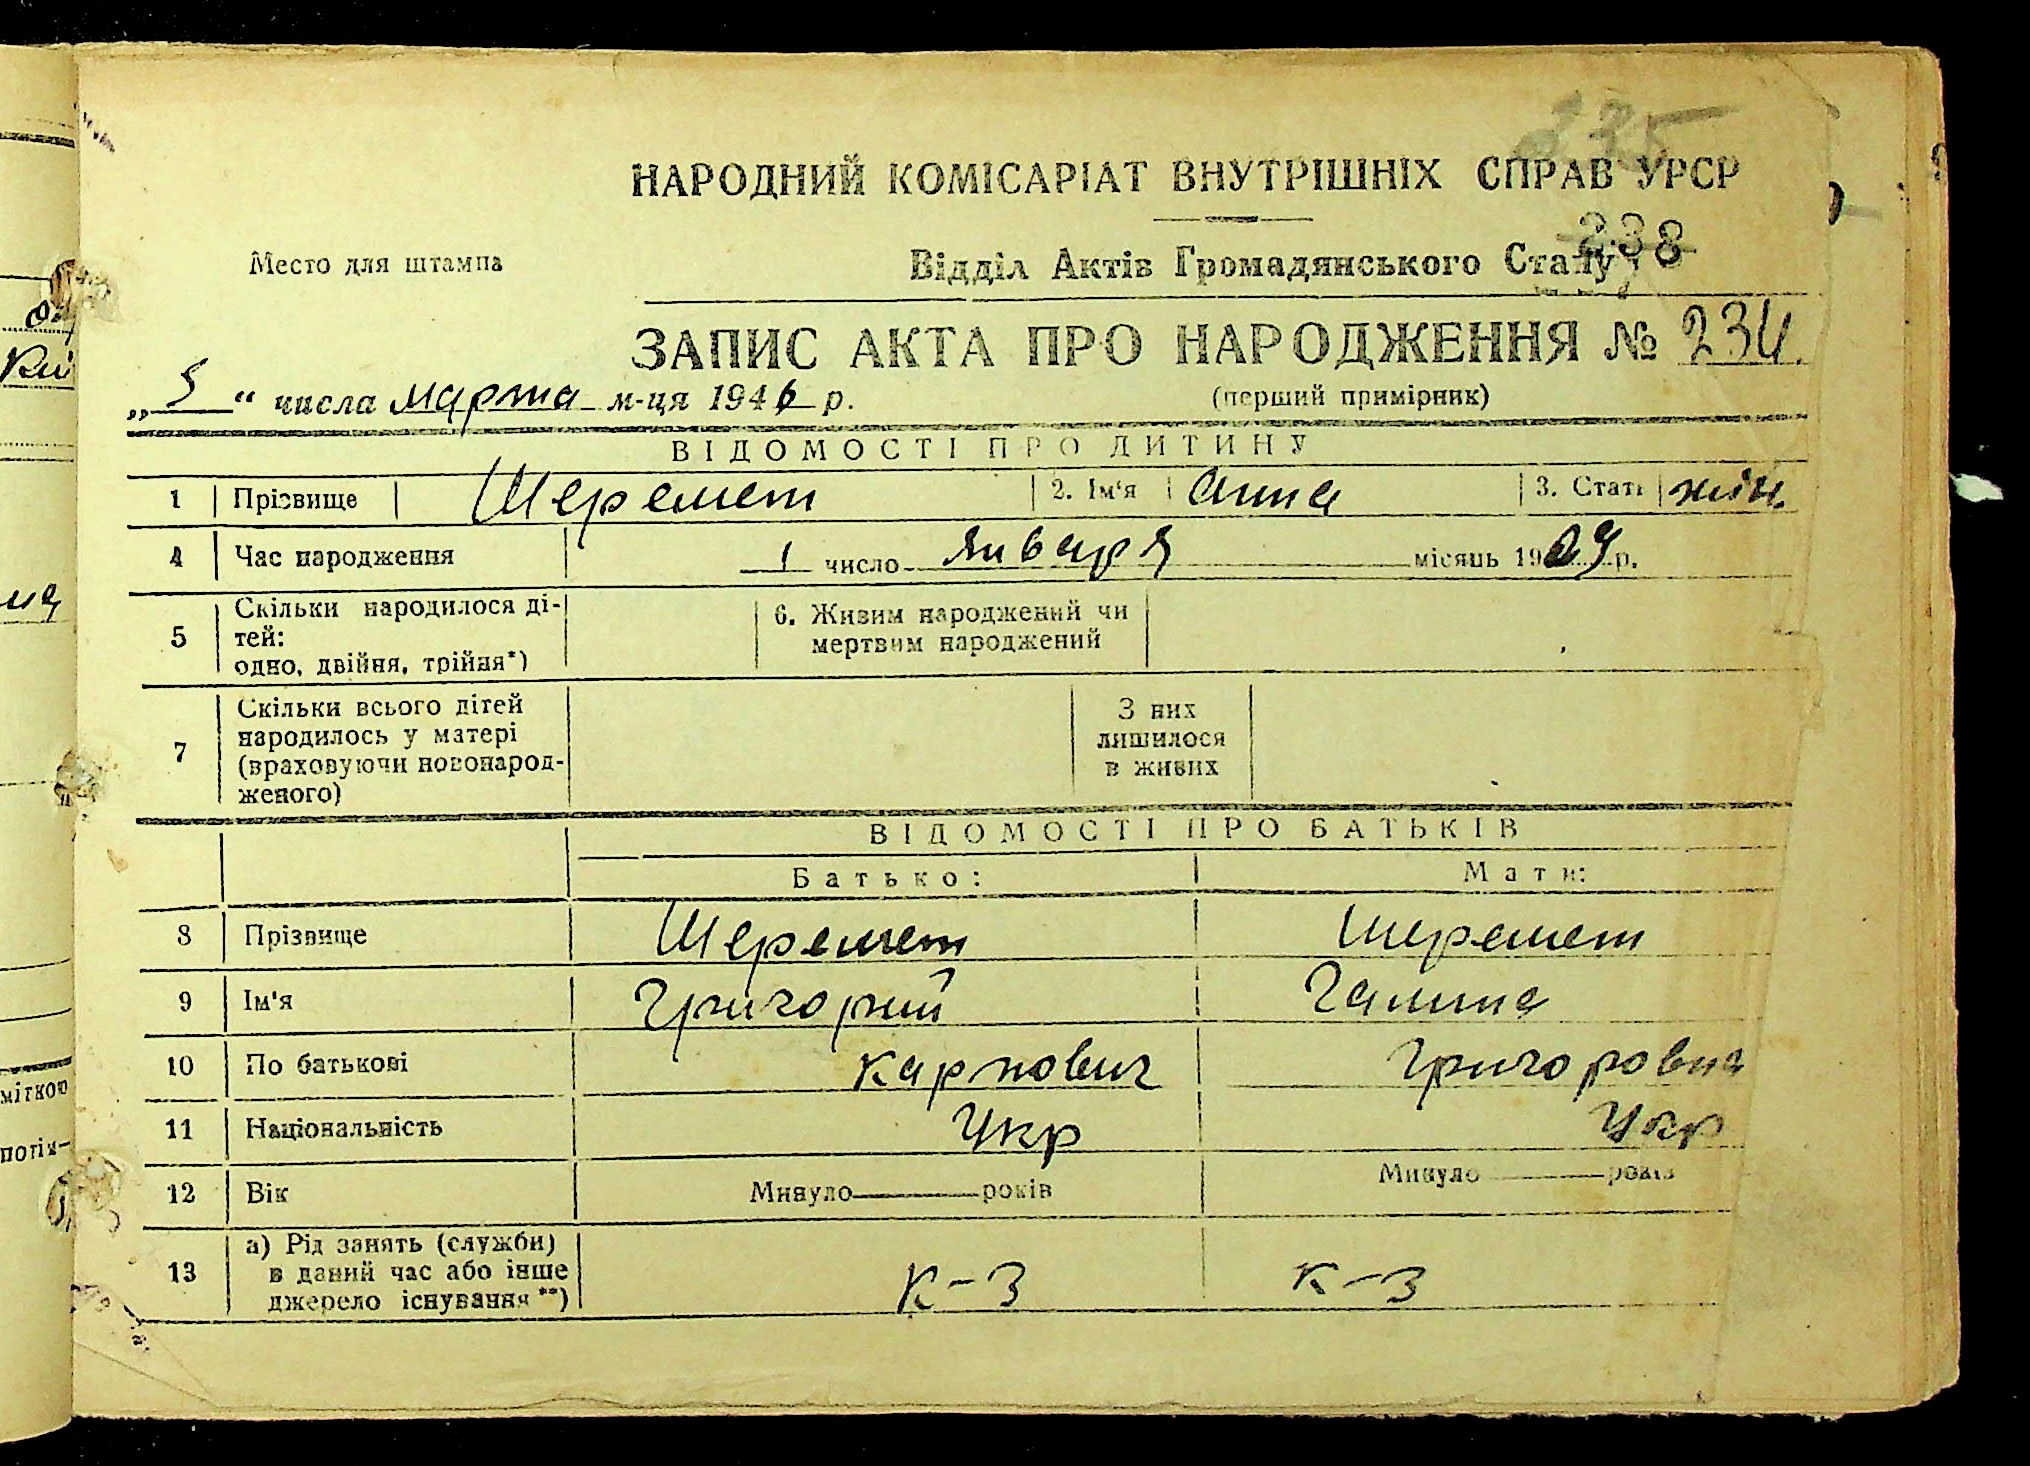 235
НАРОДНИЙ КОМІСАРІАТ ВНУТРІШНІХ СПРАВ УРСР
238
Место для штампа
Відділ Актів Громадянського Стану
ЗАПИС АКТА ПРО НАРОДЖЕННЯ № 234.
„ 5 “ числа марта м-ця 1946 р.
(перший примірник)
ВІДОМОСТІ ПРО ДИТИНУ
1 Прізвище Шеремет 2. Ім'я Анна 3. Стать жін.
4 Час народження 1 число января місяць 1924 р.
5 Скільки народилося ді-
тей:
одно, двійня, трійня*)
6. Живим народжений чи
мертвим народжений
7 Скільки всього дітей
народилось у матері
(враховуючи новонарод-
женого)
З них
лишилося
в живих
ВІДОМОСТІ ПРО БАТЬКІВ
Батько: Мати:
8 Прізвище Шеремет Шеремет
9 Ім'я Григорий Галина
10 По батькові Карпович
11 Національність Укр Укр
12 Вік Минуло років Минуло років
13 а) Рід занять (служби)
в даний час або інше
джерело існування**)
К-З К-З